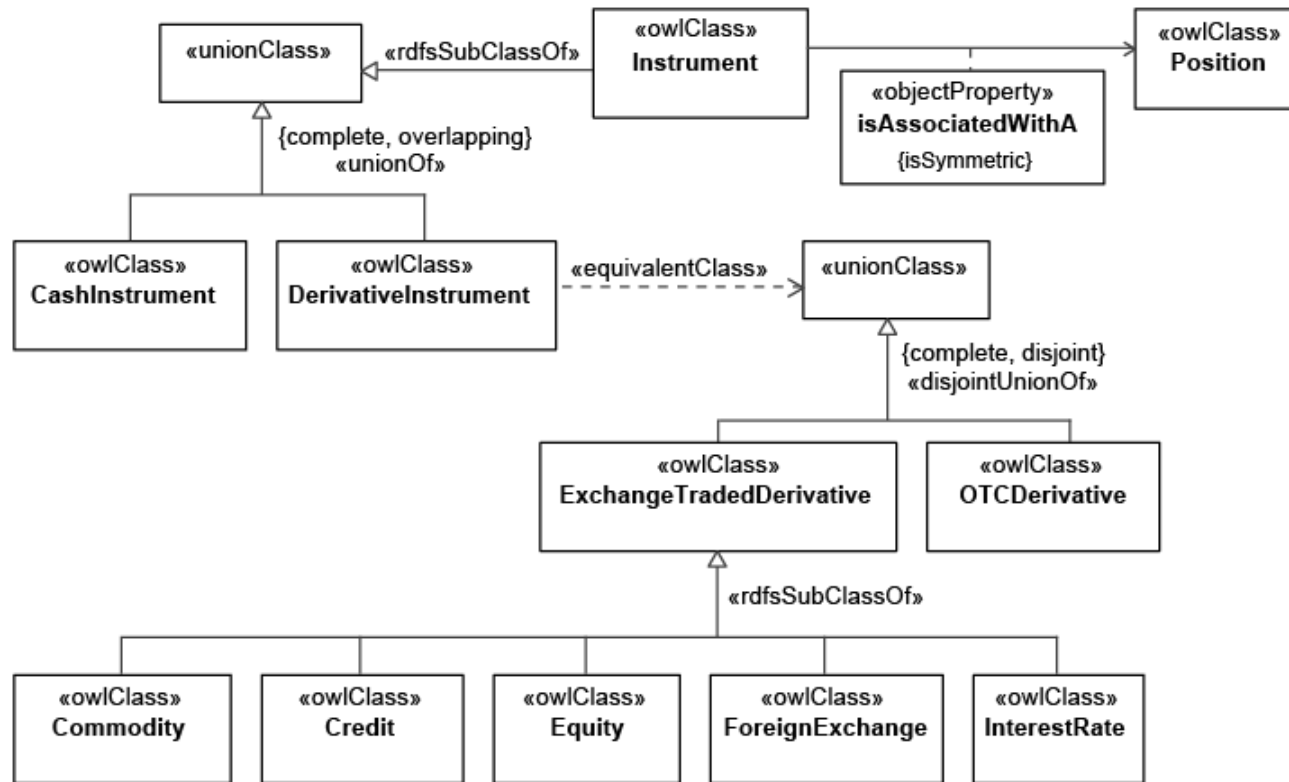 «unionClass»
«rdfsSubClassOf»
«owlClass»
Instrument
«owlClass»
Position
«objectProperty»
isAssociatedWithA
{isSymmetric}
{complete, overlapping}
«unionOf»
«owlClass»
CashInstrument
«owlClass»
DerivativeInstrument
«equivalentClass»
«unionClass»
{complete, disjoint}
«disjointUnionOf»
«owlClass»
ExchangeTradedDerivative
«owlClass»
OTCDerivative
«rdfsSubClassOf»
«owlClass»
Commodity
«owlClass»
Credit
«owlClass»
Equity
«owlClass»
ForeignExchange
«owlClass»
InterestRate